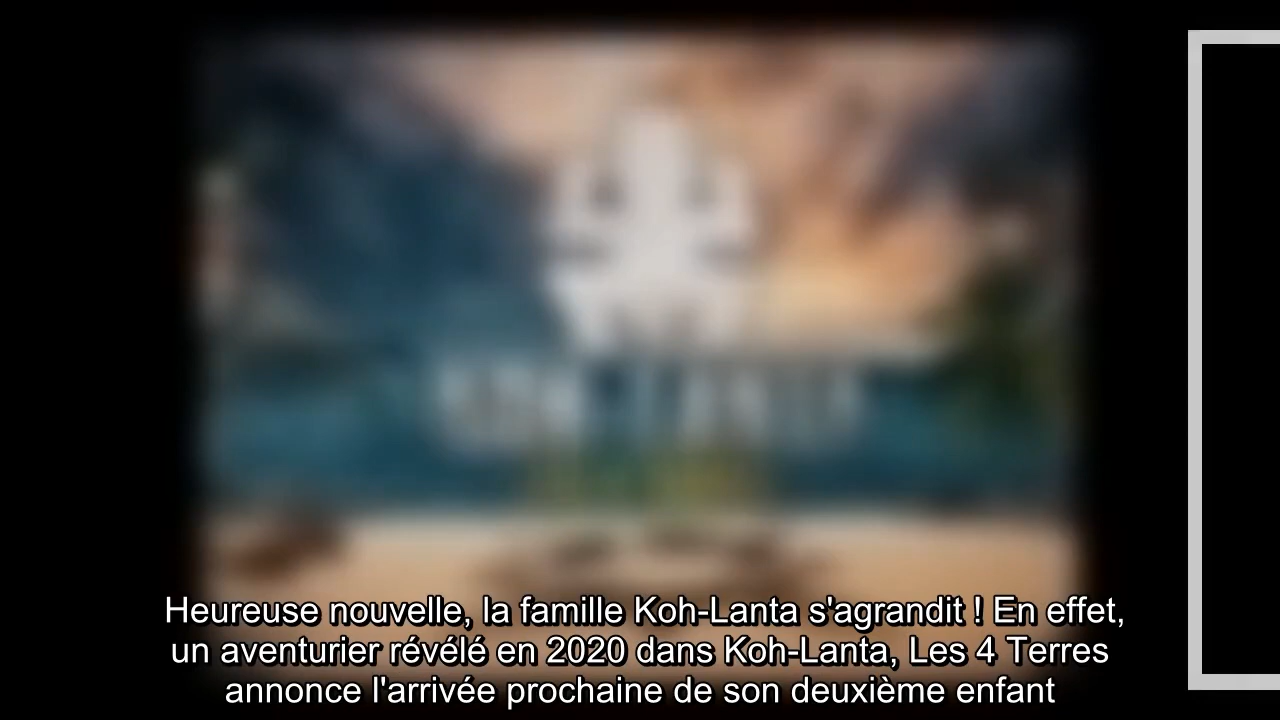 Heureuse nouvelle, la famille Koh-Lanta s'agrandit ! En effet,
un aventurier révélé en 2020 dans Koh-Lanta, Les 4 Terres
annonce l'arrivée prochaine de son deuxième enfant